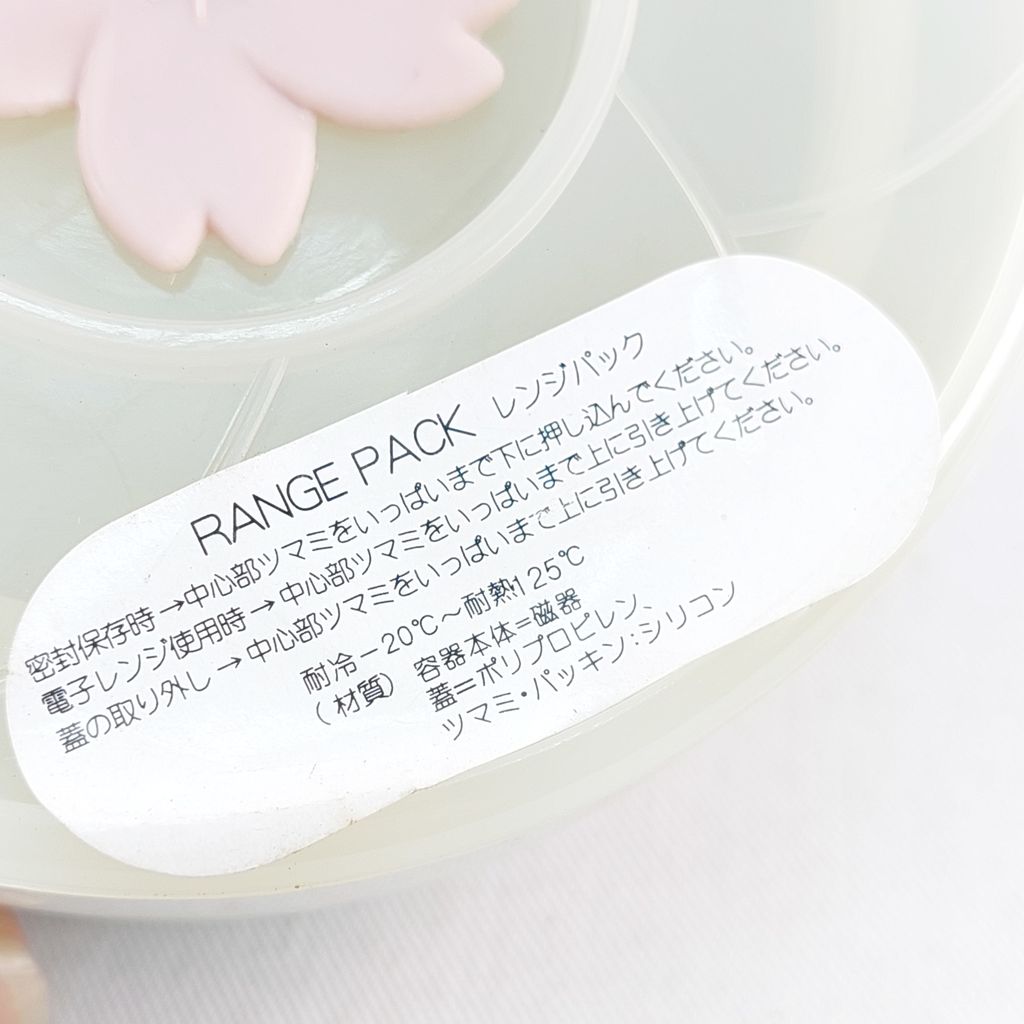 RANGE PACK レンジパック
密封保存時→中心部ツマミをいっぱいまで下に押し込んでください。
電子レンジ使用時→中心部ツマミをいっぱいまで上に引き上げてください。
蓋の取り外し→中心部ツマミをいっぱいまで上に引き上げてください。
耐冷−20℃〜耐熱125℃
(材質) 容器本体=磁器
蓋=ポリプロピレン
ツマミ・パッキン:シリコン